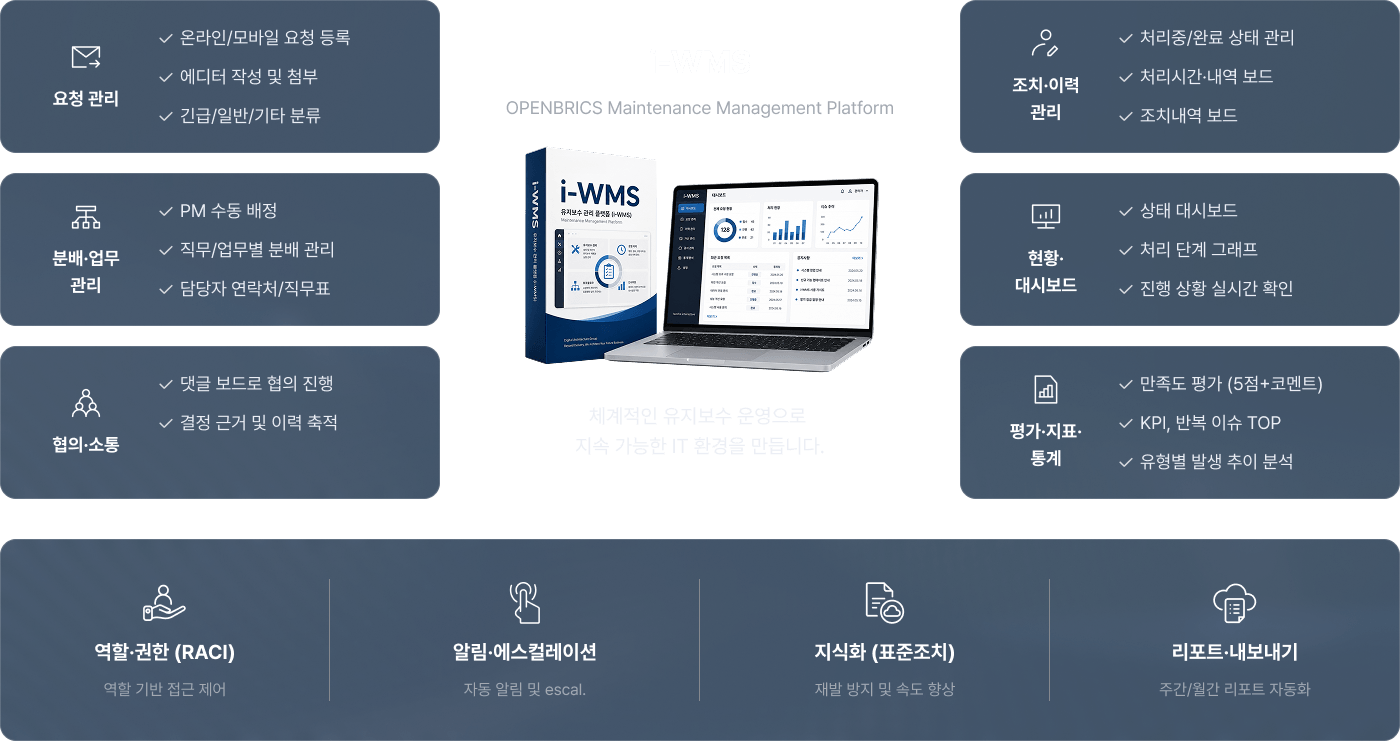 요청 관리
온라인/모바일 요청 등록
에디터 작성 및 첨부
긴급/일반/기타 분류
분배·업무
관리
PM 수동 배정
직무/업무별 분배 관리
담당자 연락처/직무표
협의·소통
댓글 보드로 협의 진행
결정 근거 및 이력 축적
i-WMS
OPENBRICS Maintenance Management Platform
i-WMS
i-WMS
유지보수 관리 플랫폼 (i-WMS)
Maintenance Management Platform
i-WMS
대시보드
128
체계적인 유지보수 운영으로
지속 가능한 IT 환경을 만듭니다.
조치·이력
관리
처리중/완료 상태 관리
처리시간·내역 보드
조치내역 보드
현황·
대시보드
상태 대시보드
처리 단계 그래프
진행 상황 실시간 확인
평가·지표·
통계
만족도 평가 (5점+코멘트)
KPI, 반복 이슈 TOP
유형별 발생 추이 분석
역할·권한 (RACI)
역할 기반 접근 제어
알림·에스컬레이션
자동 알림 및 escal.
지식화 (표준조치)
재발 방지 및 속도 향상
리포트·내보내기
주간/월간 리포트 자동화